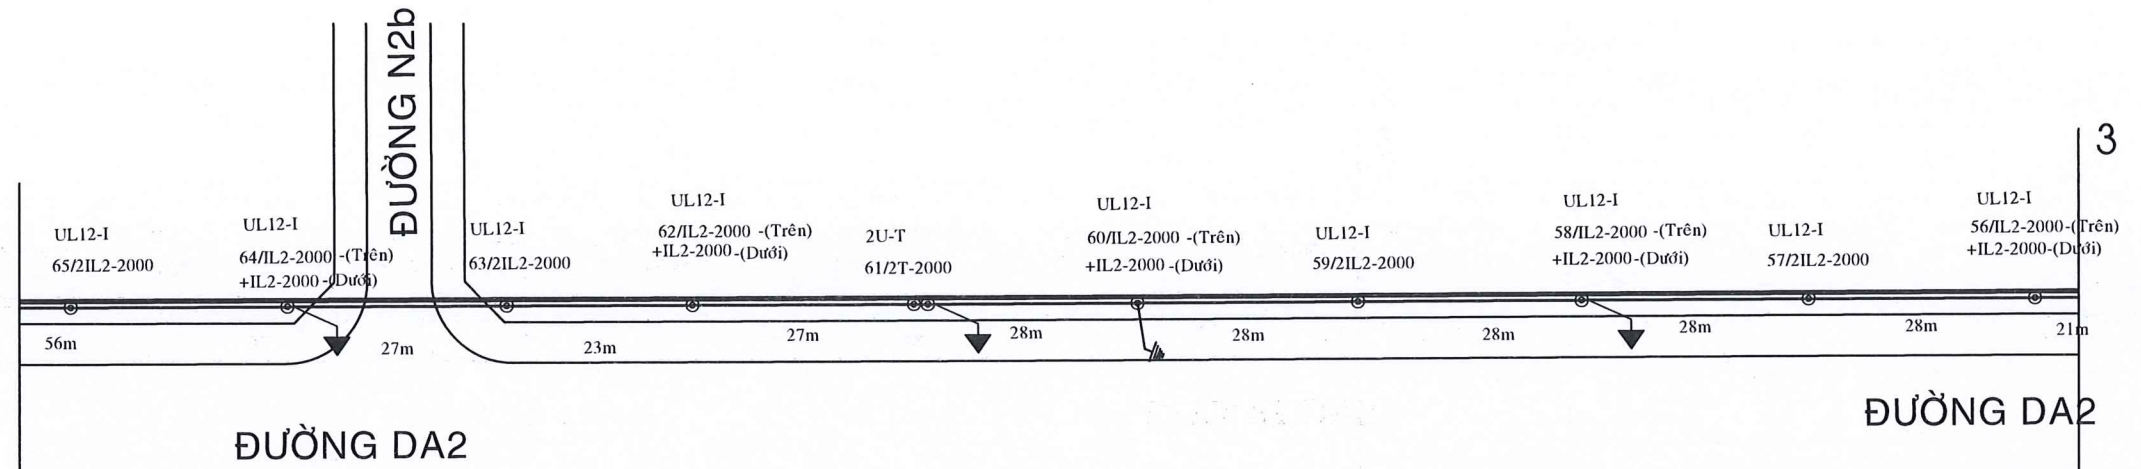 ĐƯỜNG N2b
3
UL12-I
65/2IL2-2000
UL12-I
64/IL2-2000 -(Trên)
+IL2-2000 -(Dưới)
UL12-I
63/2IL2-2000
UL12-I
62/IL2-2000 -(Trên)
+IL2-2000 -(Dưới)
2U-T
61/2T-2000
UL12-I
60/IL2-2000 -(Trên)
+IL2-2000 -(Dưới)
UL12-I
59/2IL2-2000
UL12-I
58/IL2-2000 -(Trên)
+IL2-2000-(Dưới)
UL12-I
57/2IL2-2000
UL12-I
56/IL2-2000-(Trên)
+IL2-2000-(Dưới)
56m
27m
23m
27m
28m
28m
28m
28m
28m
21m
ĐƯỜNG DA2
ĐƯỜNG DA2